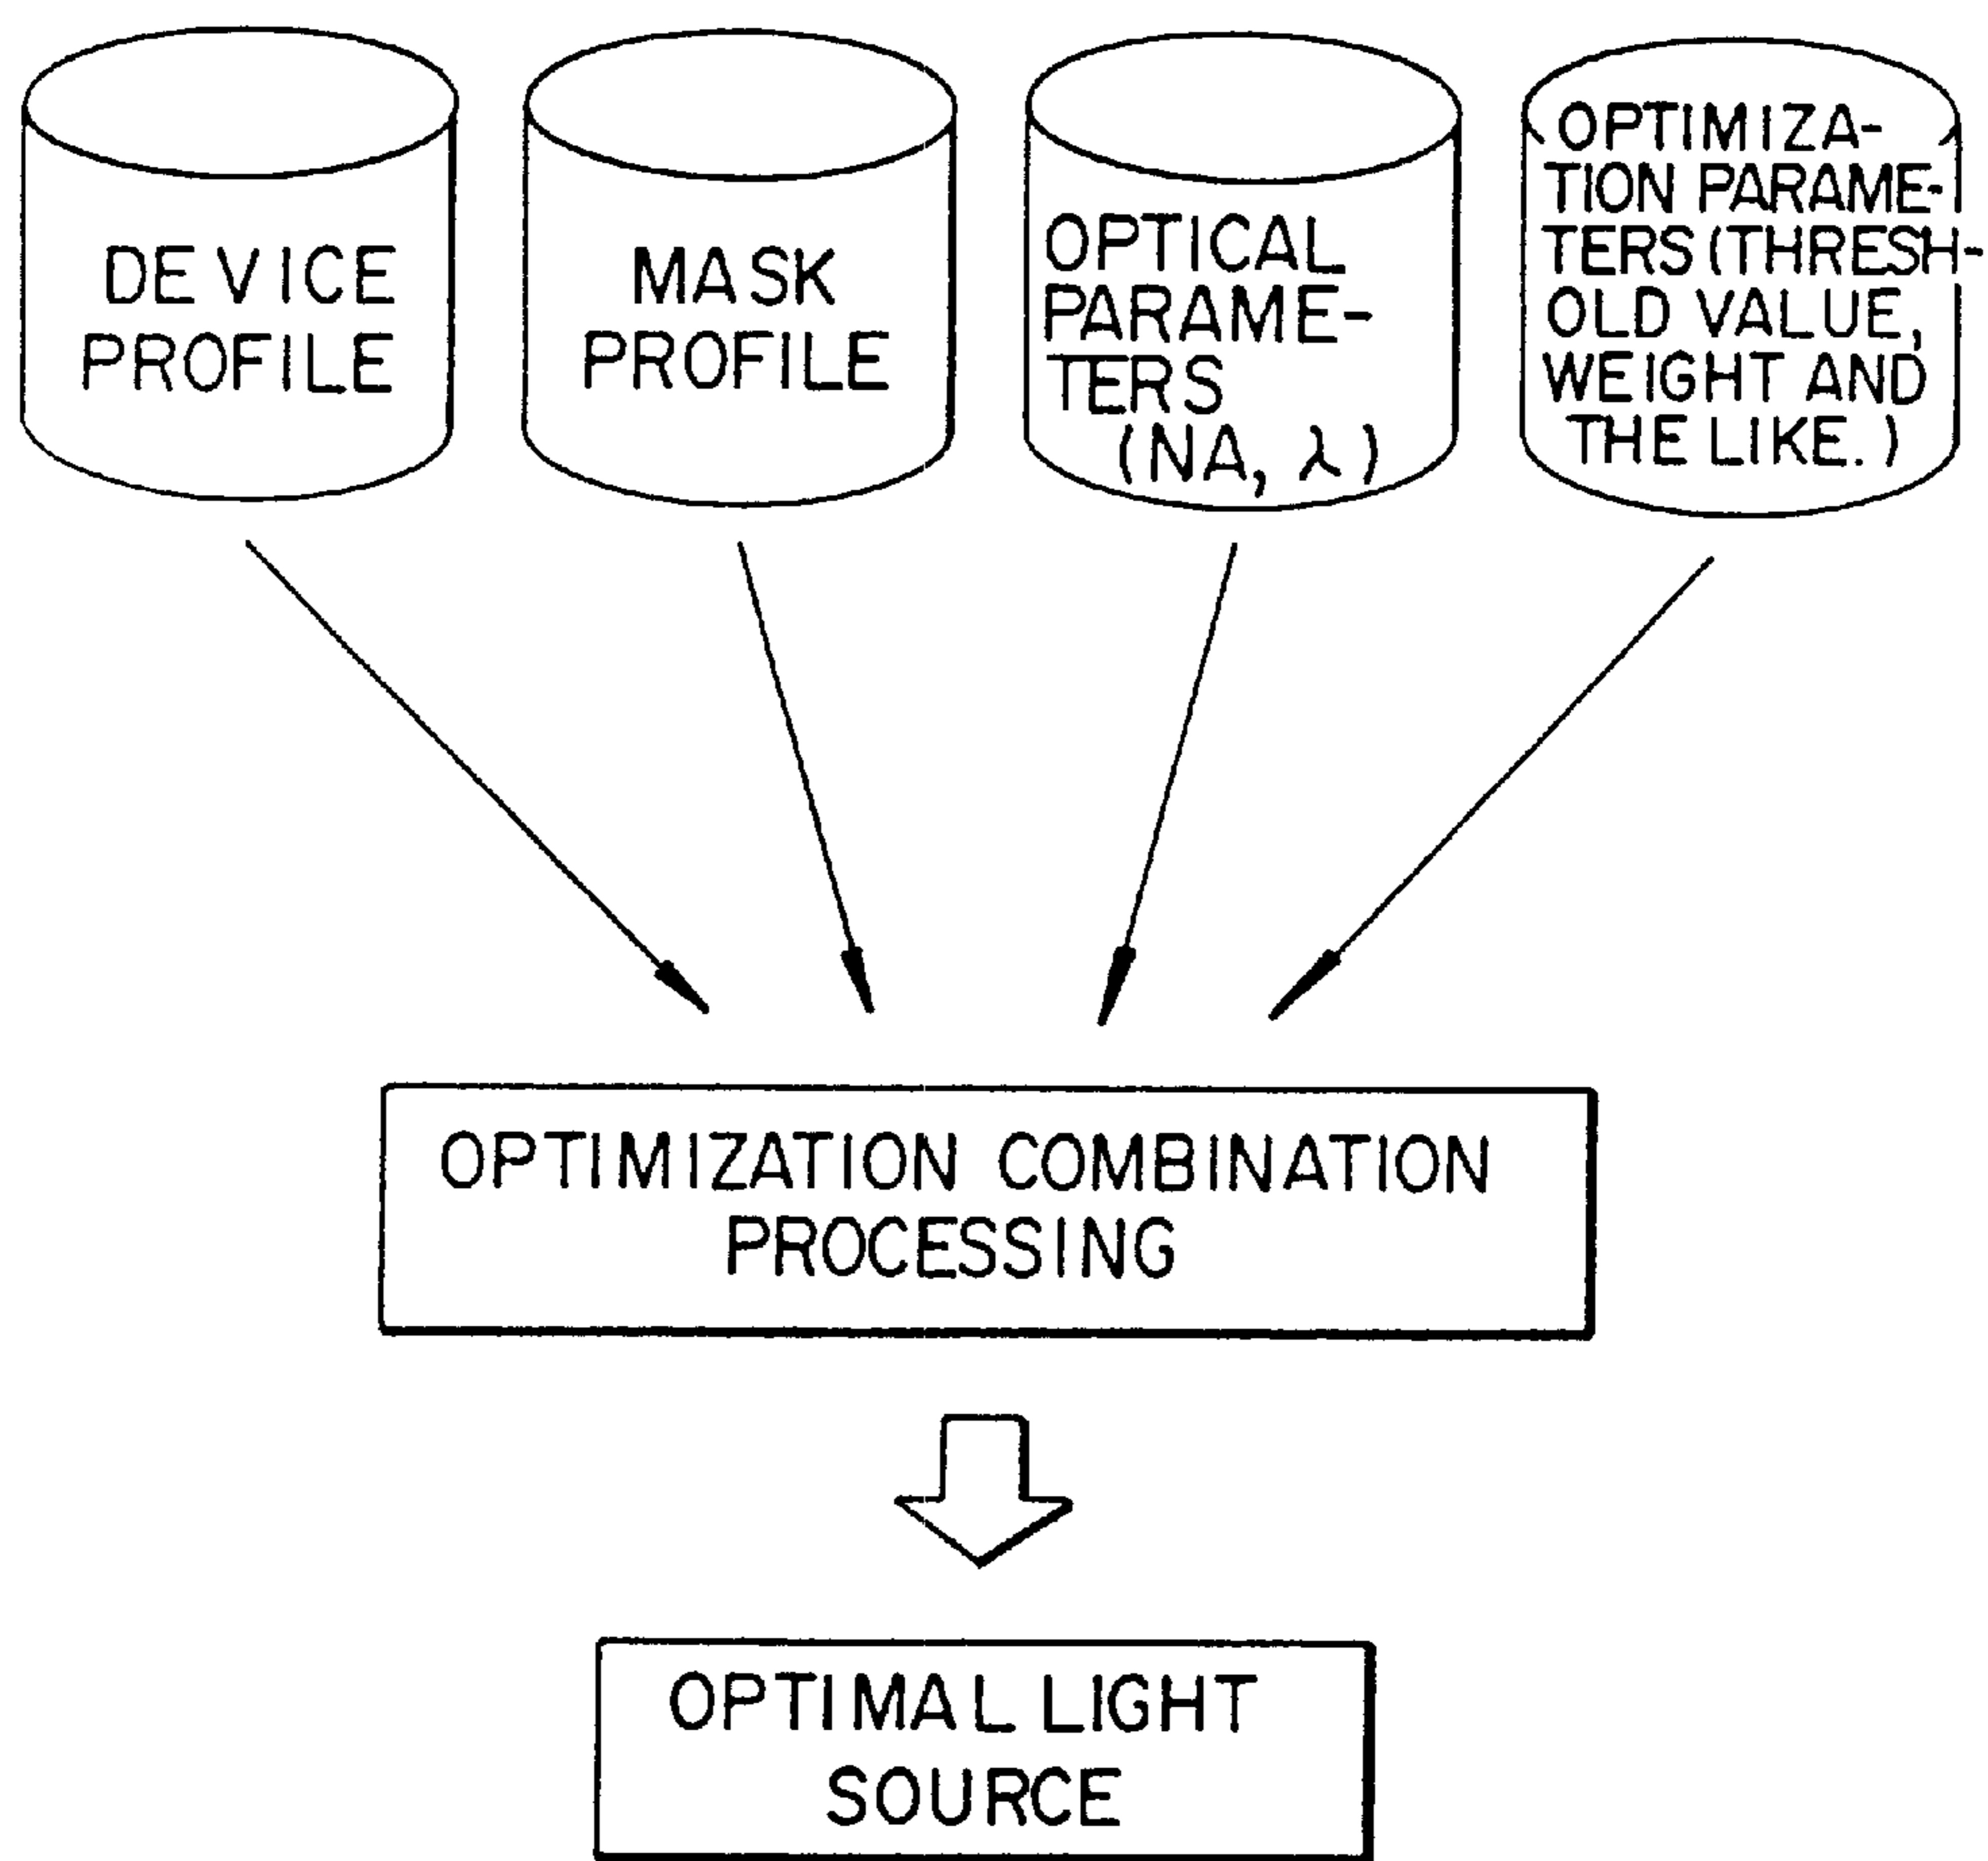 DEVICE
PROFILE
MASK
PROFILE
OPTICAL
PARAME-
TERS
(NA, λ)
OPTIMIZA-
TION PARAME-
TERS (THRESH-
OLD VALUE,
WEIGHT AND
THE LIKE.)
OPTIMIZATION COMBINATION
PROCESSING
OPTIMAL LIGHT
SOURCE